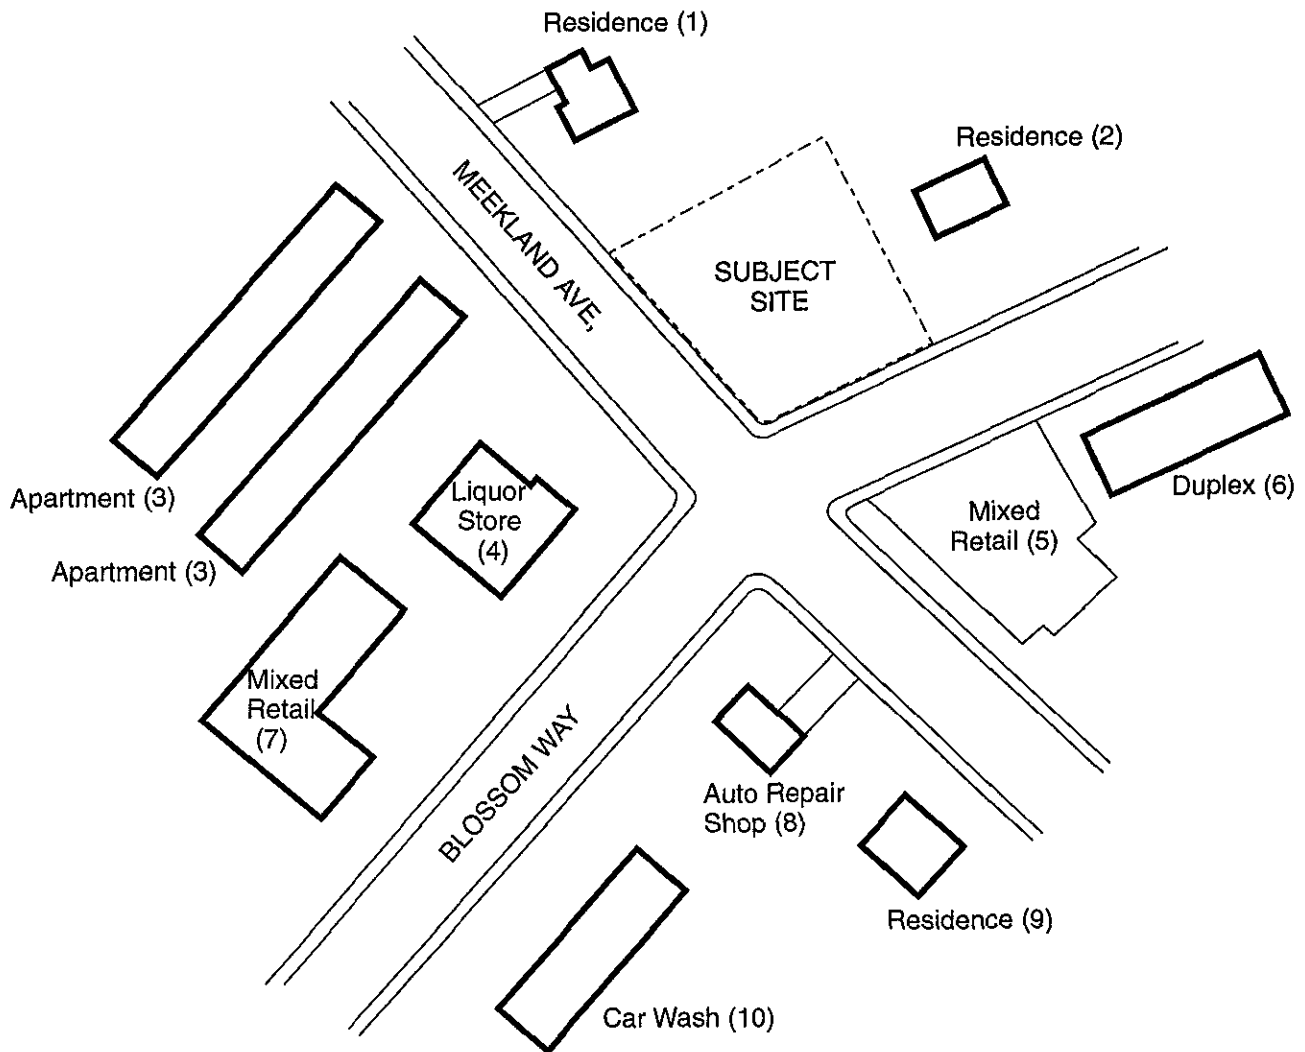 Residence (1)
Residence (2)
MEEKLAND AVE,
SUBJECT
SITE
Apartment (3)
Liquor
Store
(4)
Mixed
Retail (5)
Duplex (6)
Apartment (3)
Mixed
Retail
(7)
BLOSSOM WAY
Auto Repair
Shop (8)
Residence (9)
Car Wash (10)